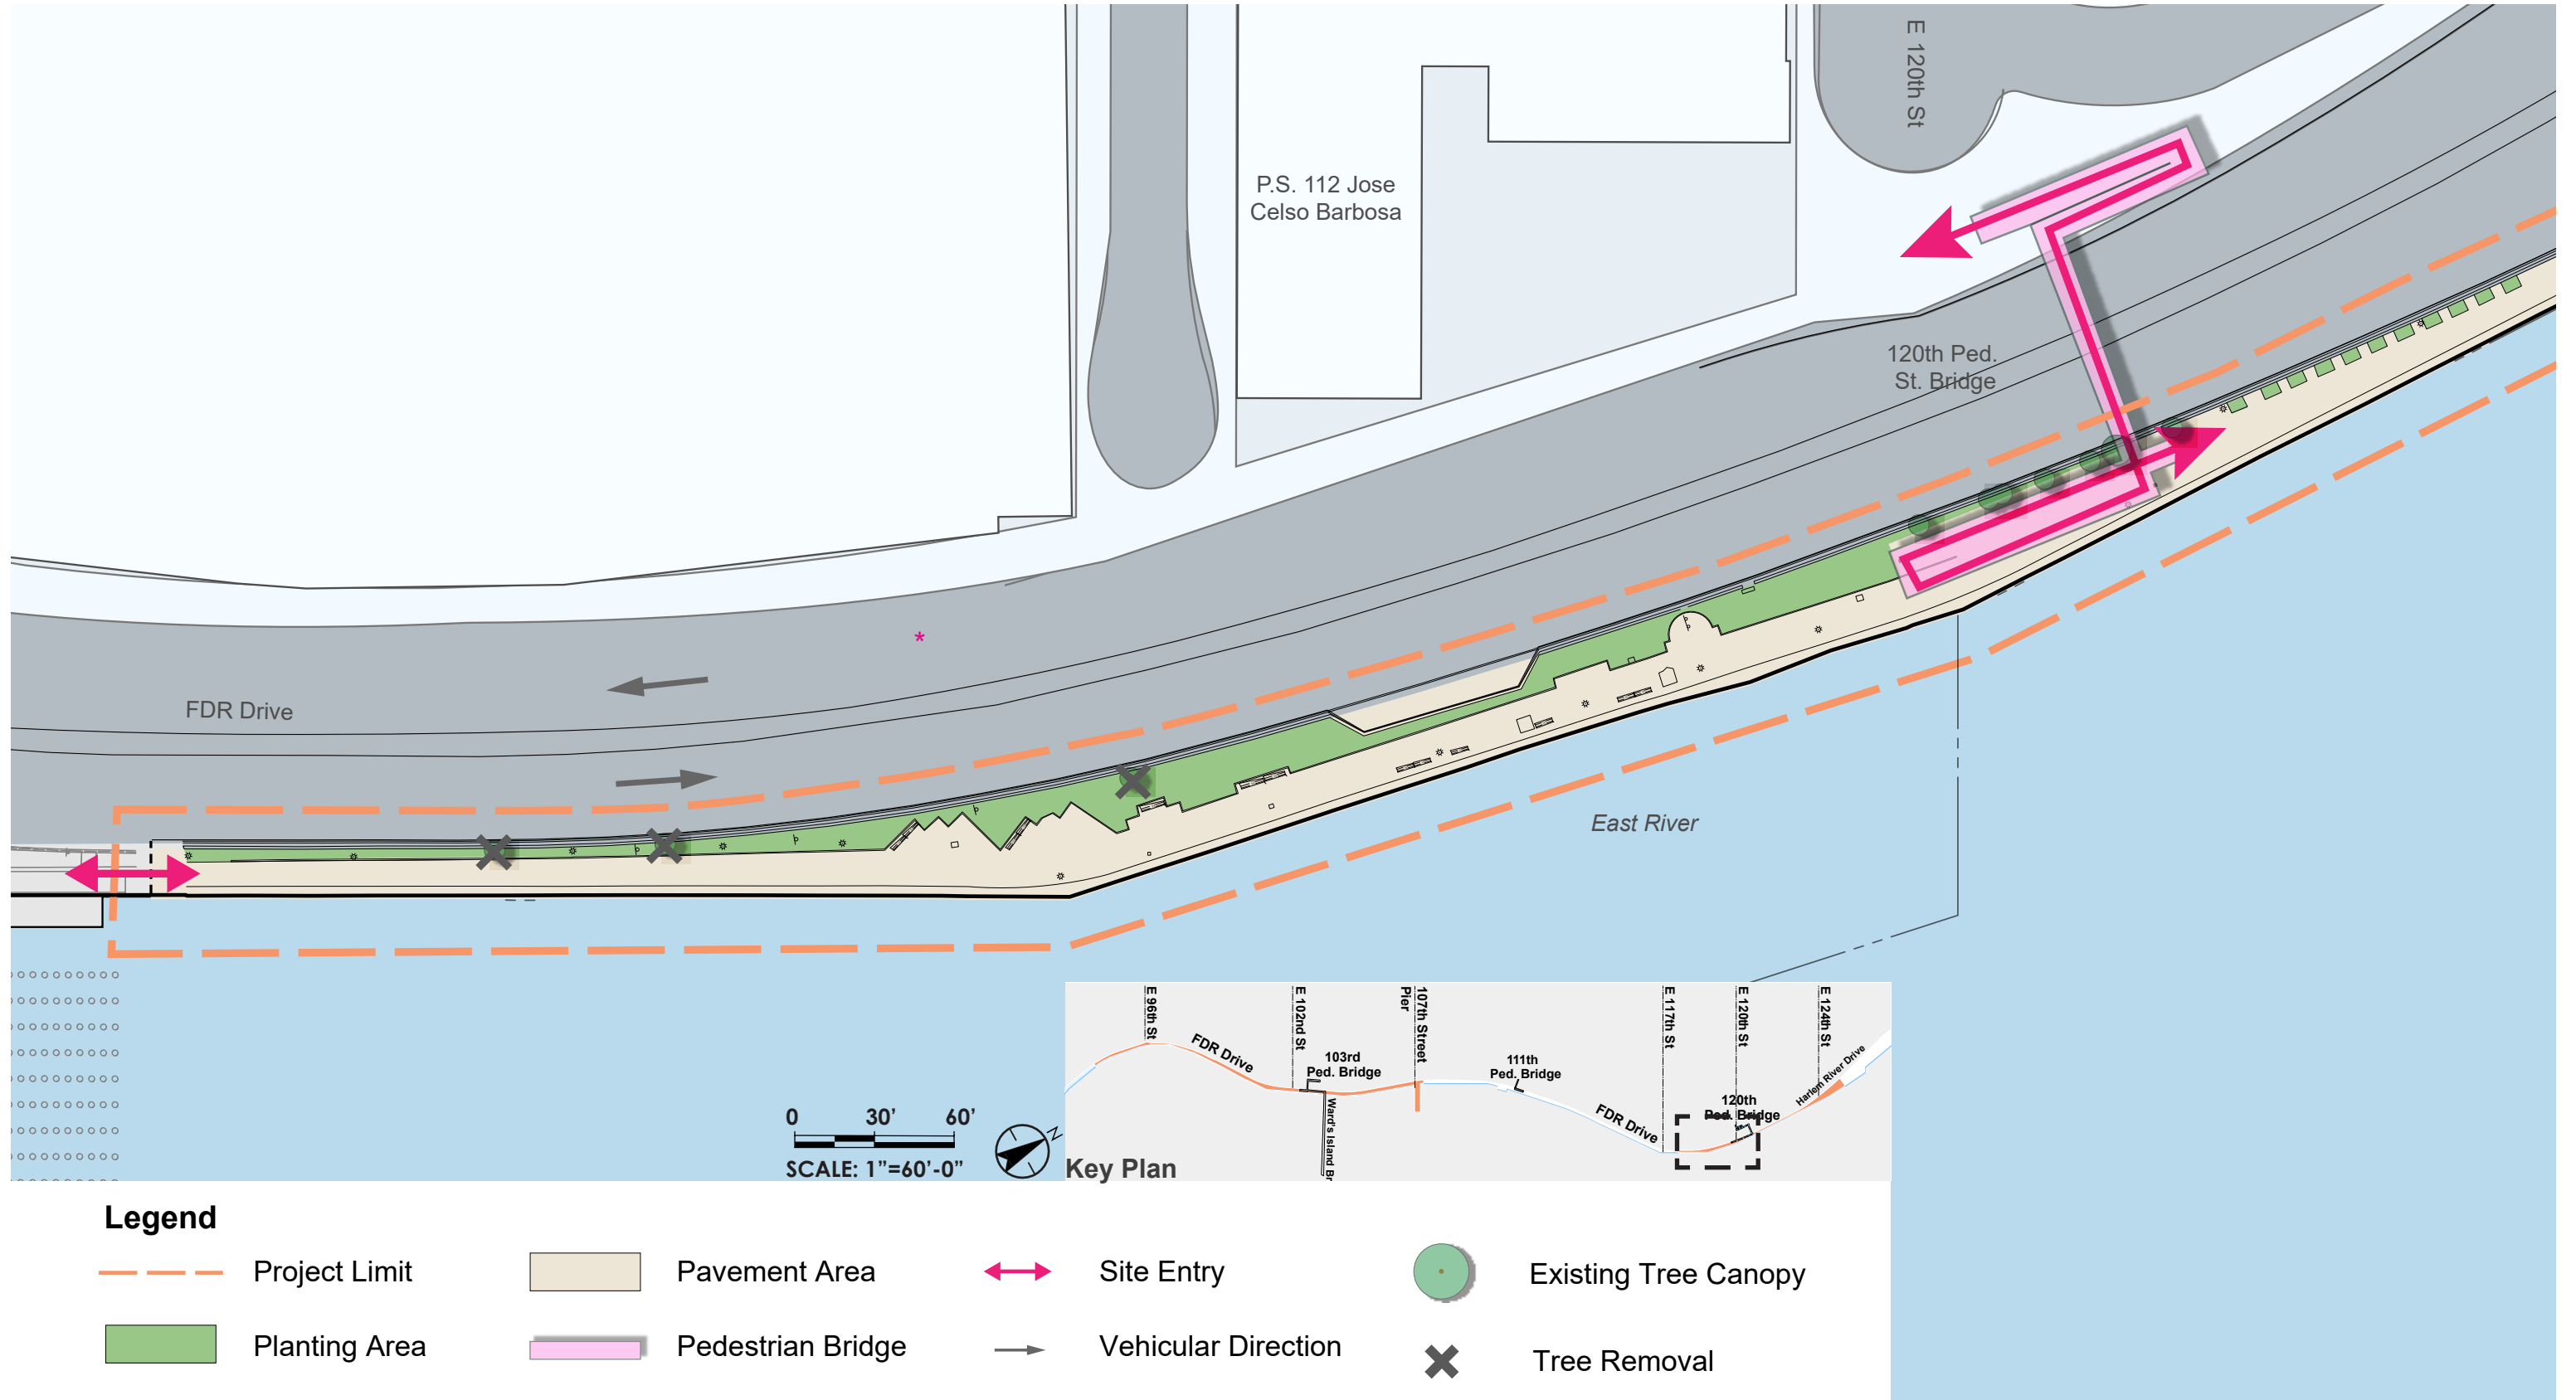 E 120th St
P.S. 112 Jose
Celso Barbosa
120th Ped.
St. Bridge
*
FDR Drive
East River
0 30’ 60’
SCALE: 1”=60’-0”
N
Key Plan
E 96th St
FDR Drive
E 102nd St
103rd
Ped. Bridge
Ward's Island Br
107th Street
Pier
111th
Ped. Bridge
FDR Drive
E 117th St
E 120th St
120th
Ped. Bridge
E 124th St
Harlem River Drive
Legend
Project Limit
Pavement Area
Site Entry
Existing Tree Canopy
Planting Area
Pedestrian Bridge
Vehicular Direction
Tree Removal